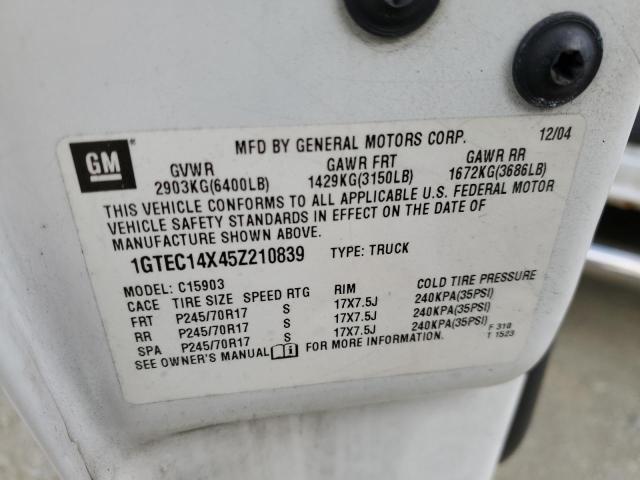 GM
MFD BY GENERAL MOTORS CORP. 12/04
GVWR GAWR FRT GAWR RR
2903KG(6400LB) 1429KG(3150LB) 1672KG(3686LB)
THIS VEHICLE CONFORMS TO ALL APPLICABLE U.S. FEDERAL MOTOR
VEHICLE SAFETY STANDARDS IN EFFECT ON THE DATE OF
MANUFACTURE SHOWN ABOVE.
1GTEC14X45Z210839 TYPE: TRUCK
MODEL: C15903
CACE TIRE SIZE SPEED RTG RIM COLD TIRE PRESSURE
FRT P245/70R17 S 17X7.5J 240KPA(35PSI)
RR P245/70R17 S 17X7.5J 240KPA(35PSI)
SPA P245/70R17 S 17X7.5J 240KPA(35PSI)
SEE OWNER'S MANUAL FOR MORE INFORMATION.
F 310
T 1523